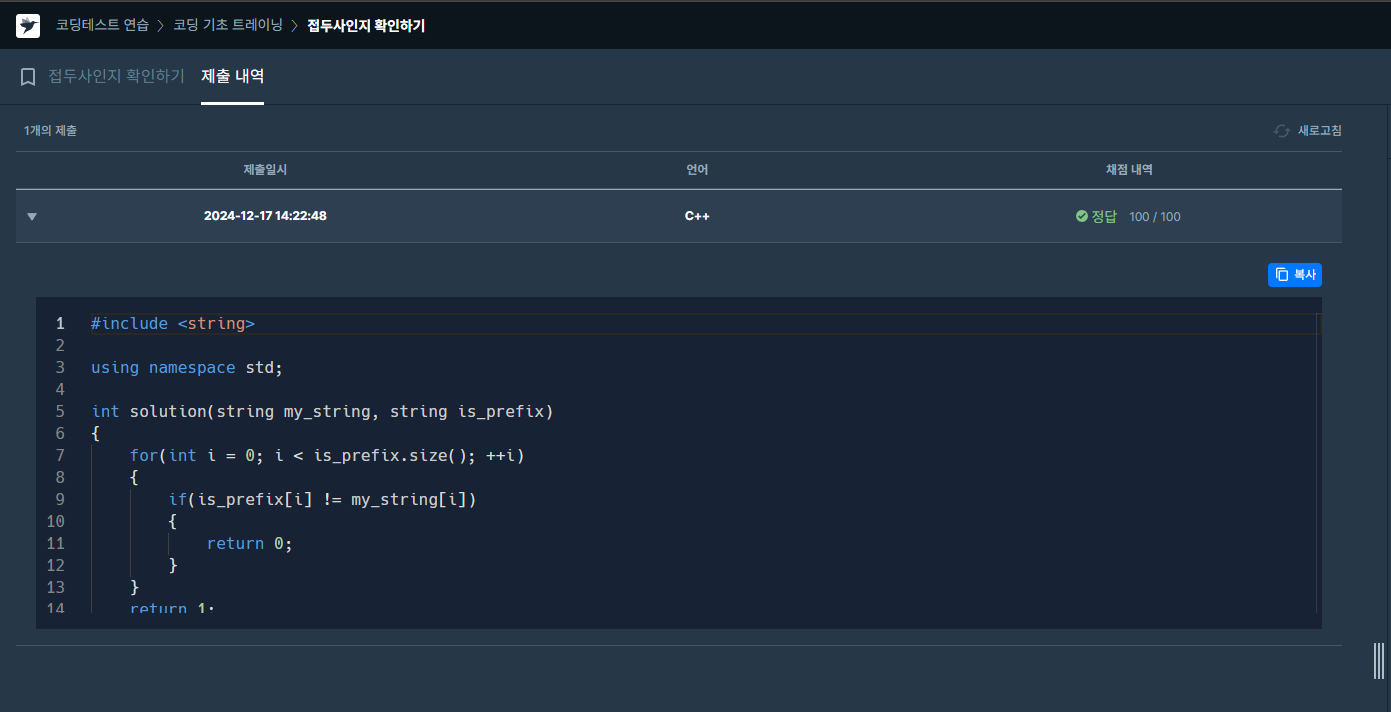 코딩테스트 연습 > 코딩 기초 트레이닝 > 접두사인지 확인하기
접두사인지 확인하기 제출 내역
1개의 제출 새로고침
제출일시 언어 채점 내역
2024-12-17 14:22:48 C++ 정답 100 / 100
복사
1 #include <string>
2
3 using namespace std;
4
5 int solution(string my_string, string is_prefix)
6 {
7 for(int i = 0; i < is_prefix.size(); ++i)
8 {
9 if(is_prefix[i] != my_string[i])
10 {
11 return 0;
12 }
13 }
14 return 1;